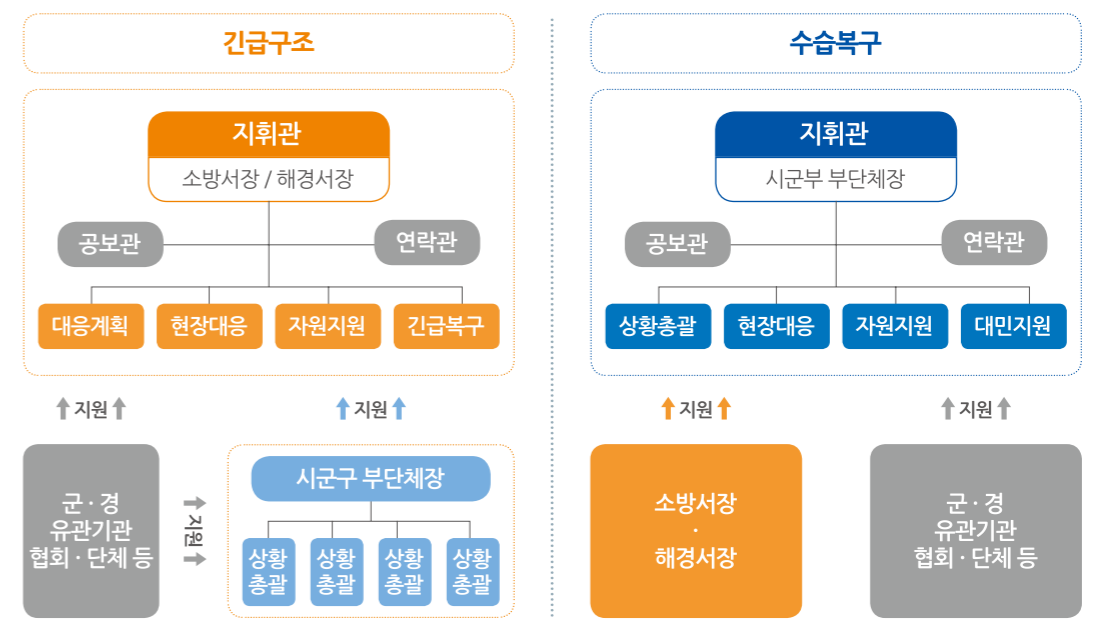 긴급구조
지휘관
소방서장 / 해경서장
공보관
연락관
대응계획
현장대응
자원지원
긴급복구
지원
지원
군 · 경
유관기관
협회 · 단체 등
지원
시군구 부단체장
상황
총괄
상황
총괄
상황
총괄
상황
총괄
수습복구
지휘관
시군부 부단체장
공보관
연락관
상황총괄
현장대응
자원지원
대민지원
지원
지원
소방서장
·
해경서장
군 · 경
유관기관
협회 · 단체 등